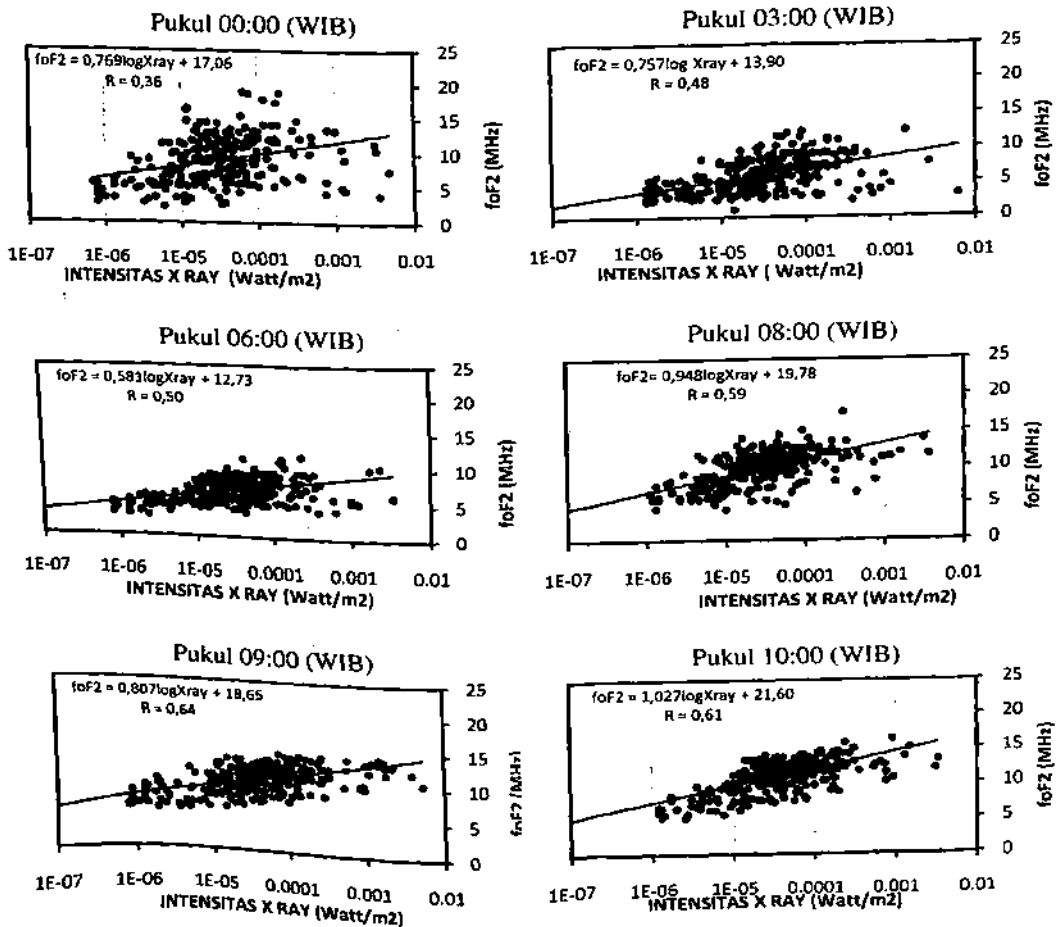 Pukul 00:00 (WIB)
foF2 = 0,769logXray + 17,06
R = 0,36
25
20
15
10
5
0
foF2 (MHz)
1E-07 1E-06 1E-05 0.0001 0.001 0.01
INTENSITAS X RAY (Watt/m2)
Pukul 03:00 (WIB)
foF2 = 0,757log Xray + 13,90
R = 0,48
25
20
15
10
5
0
foF2 (MHz)
1E-07 1E-06 1E-05 0.0001 0.001 0.01
INTENSITAS X RAY ( Watt/m2)
Pukul 06:00 (WIB)
foF2 = 0,583logXray + 12,73
R = 0,50
25
20
15
10
5
0
foF2 (MHz)
1E-07 1E-06 1E-05 0.0001 0.001 0.01
INTENSITAS X RAY (Watt/m2)
Pukul 08:00 (WIB)
foF2= 0,948logXray + 19,78
R = 0,59
25
20
15
10
5
0
foF2 (MHz)
1E-07 1E-06 1E-05 0.0001 0.001 0.01
INTENSITAS X RAY (Watt/m2)
Pukul 09:00 (WIB)
foF2 = 0,807logXray + 18,65
R = 0,64
25
20
15
10
5
0
foF2 (MHz)
1E-07 1E-06 1E-05 0.0001 0.001 0.01
INTENSITAS X RAY (Watt/m2)
Pukul 10:00 (WIB)
foF2 = 1,027logXray + 21,60
R = 0,61
25
20
15
10
5
0
foF2 (MHz)
1E-07 1E-06 1E-05 0.0001 0.001 0.01
INTENSITAS X RAY (Watt/m2)